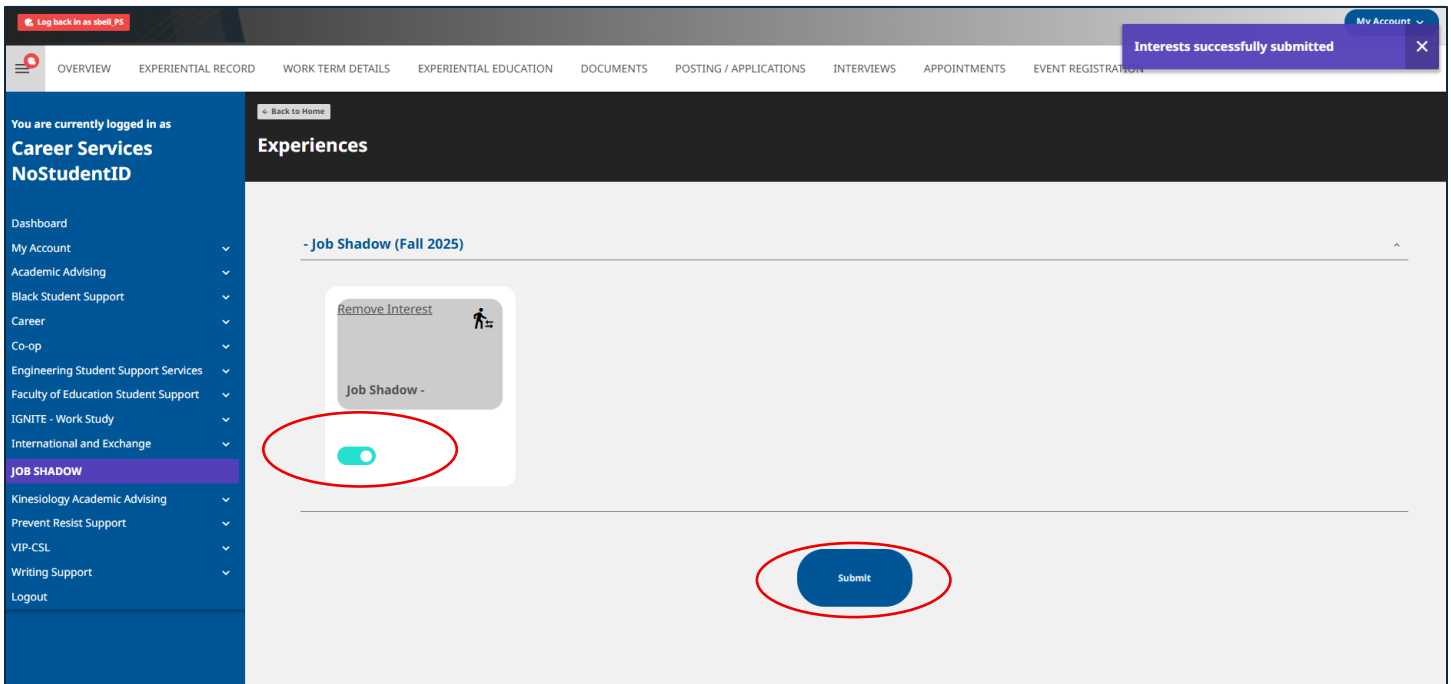 Log back in as sbell_PS
My Account
Interests successfully submitted
OVERVIEW EXPERIENTIAL RECORD WORK TERM DETAILS EXPERIENTIAL EDUCATION DOCUMENTS POSTING / APPLICATIONS INTERVIEWS APPOINTMENTS EVENT REGISTRATION
You are currently logged in as
Career Services
NoStudentID
Dashboard
My Account
Academic Advising
Black Student Support
Career
Co-op
Engineering Student Support Services
Faculty of Education Student Support
IGNITE - Work Study
International and Exchange
JOB SHADOW
Kinesiology Academic Advising
Prevent Resist Support
VIP-CSL
Writing Support
Logout
← Back to Home
Experiences
- Job Shadow (Fall 2025)
Remove Interest
Job Shadow -
Submit